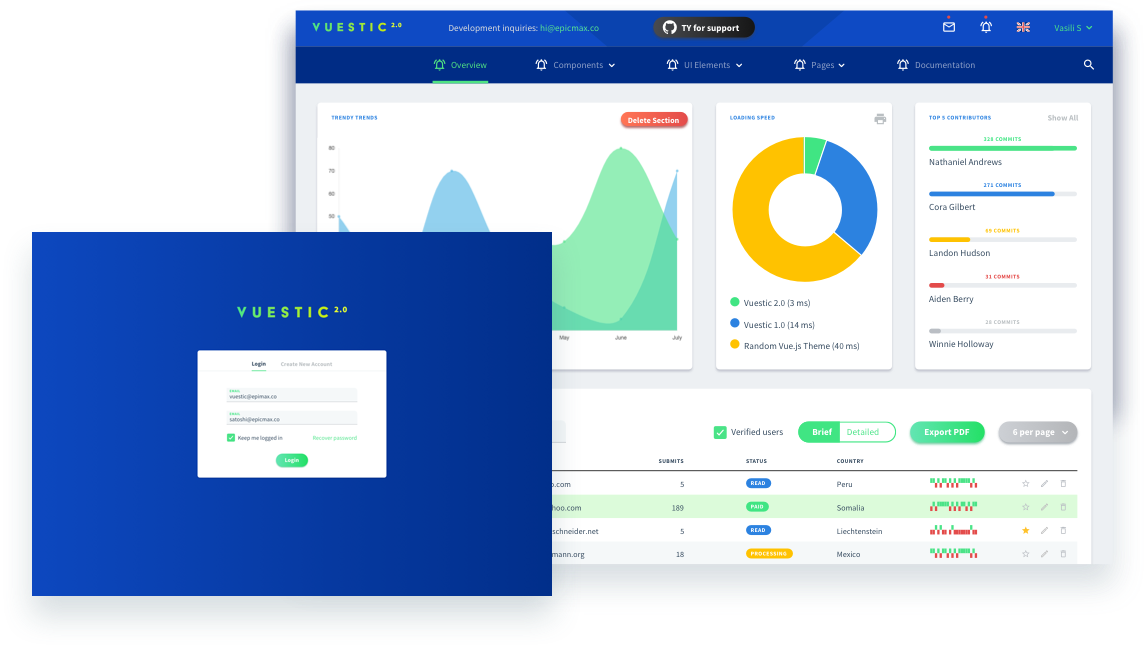 VUESTIC 2.0
Development inquiries: hi@epicmax.co
TY for support
Vasili S
Overview
Components
UI Elements
Pages
Documentation
TRENDY TRENDS
Delete Section
80
70
60
50
May
June
July
LOADING SPEED
Vuestic 2.0 (3 ms)
Vuestic 1.0 (14 ms)
Random Vue.js Theme (40 ms)
TOP 5 CONTRIBUTORS
Show All
COMMITS
Nathaniel Andrews
271 COMMITS
Cora Gilbert
COMMITS
Landon Hudson
31 COMMITS
Aiden Berry
COMMITS
Winnie Holloway
VUESTIC 2.0
Login
Create New Account
EMAIL
vuestic@epimax.co
EMAIL
satoshi@epicmax.co
Keep me logged in
Recover password
Login
Verified users
Brief
Detailed
Export PDF
6 per page
SUBMITS
STATUS
COUNTRY
o.com
5
READ
Peru
hoo.com
189
PAID
Somalia
schneider.net
5
READ
Liechtenstein
mann.org
18
PROCESSING
Mexico